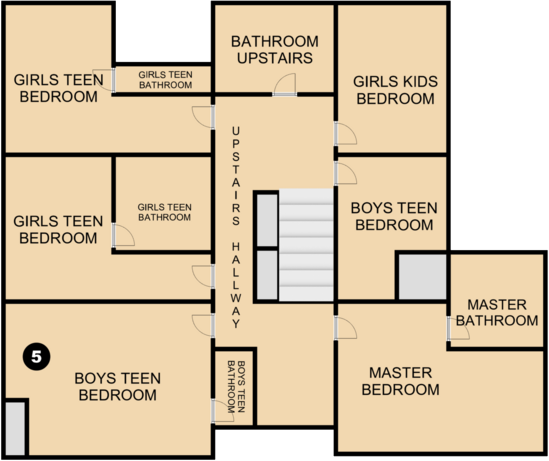 BATHROOM
UPSTAIRS
GIRLS TEEN
BEDROOM
GIRLS TEEN
BATHROOM
GIRLS KIDS
BEDROOM
UPSTAIRS HALLWAY
GIRLS TEEN
BEDROOM
GIRLS TEEN
BATHROOM
BOYS TEEN
BEDROOM
MASTER
BATHROOM
5
BOYS TEEN
BEDROOM
BOYS TEEN
BATHROOM
MASTER
BEDROOM